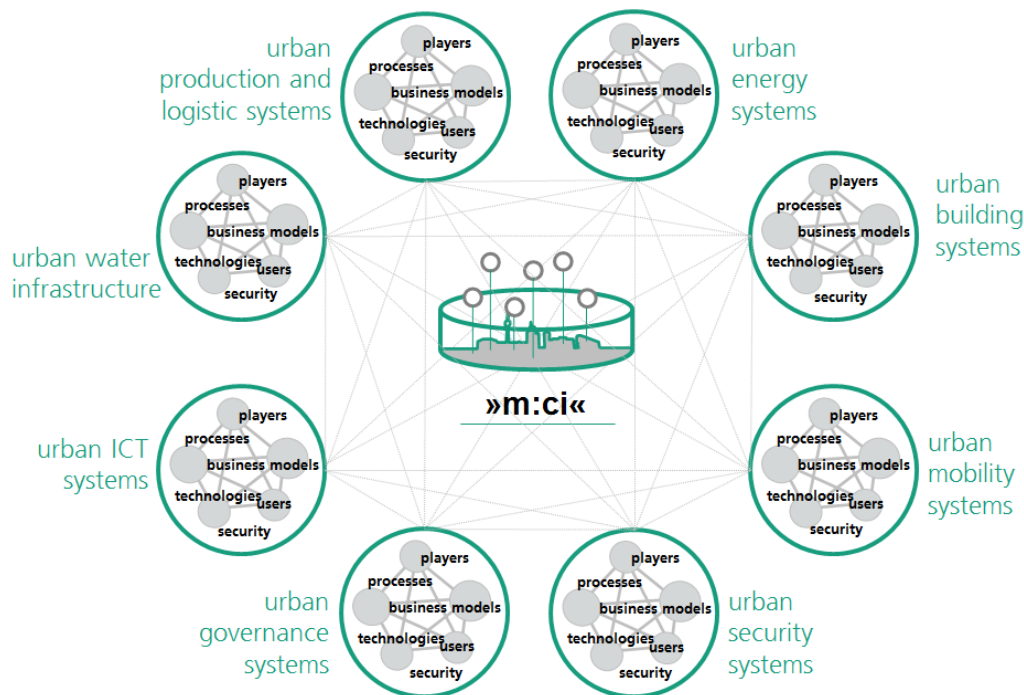 urban
production and
logistic systems
players
processes
business models
technologies
users
security
players
processes
business models
technologies
users
security
urban
energy
systems
urban water
infrastructure
players
processes
business models
technologies
users
security
players
processes
business models
technologies
users
security
urban
building
systems
»m:ci«
urban ICT
systems
players
processes
business models
technologies
users
security
players
processes
business models
technologies
users
security
urban
mobility
systems
urban
governance
systems
players
processes
business models
technologies
users
security
players
processes
business models
technologies
users
security
urban
security
systems